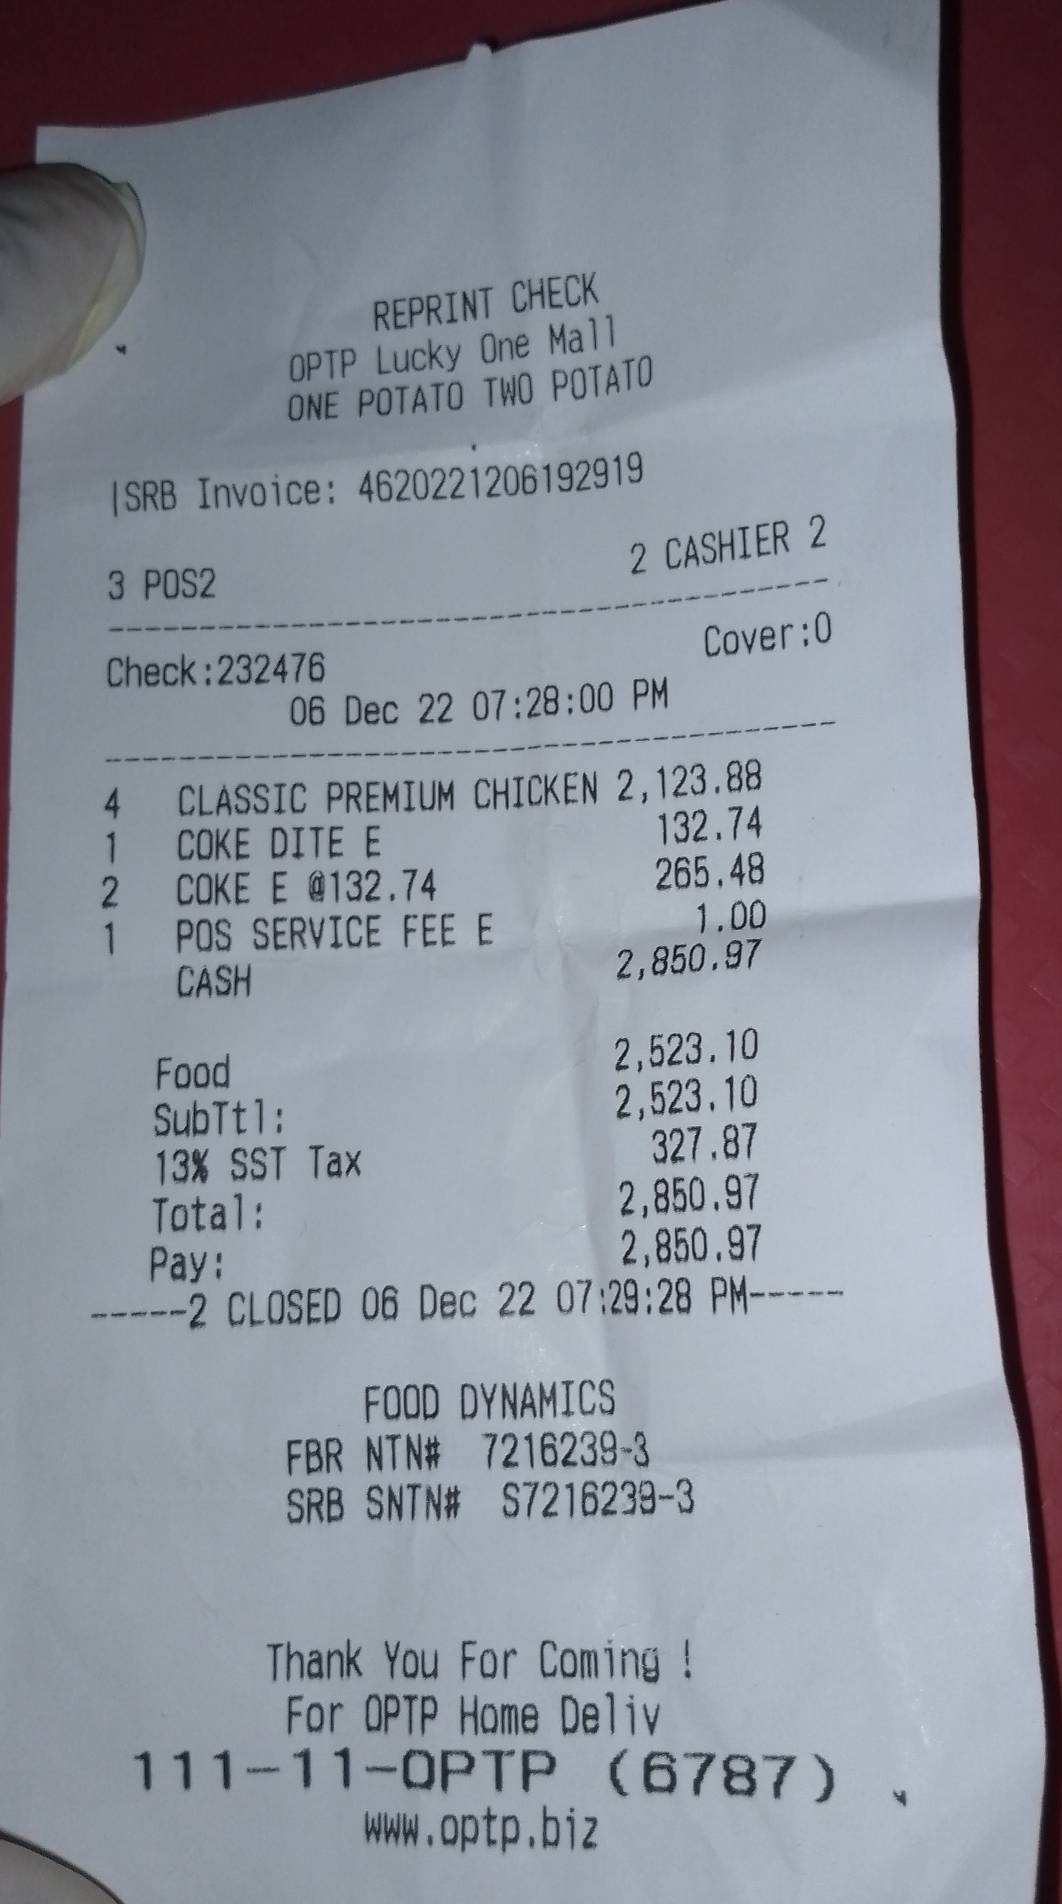 REPRINT CHECK
OPTP Lucky One Mall
ONE POTATO TWO POTATO
|SRB Invoice: 4620221206192919
3 POS2 2 CASHIER 2
--------------------------------------
Check:232476 Cover:0
06 Dec 22 07:28:00 PM
--------------------------------------
4 CLASSIC PREMIUM CHICKEN 2,123.88
1 COKE DITE E 132.74
2 COKE E @132.74 265.48
1 POS SERVICE FEE E 1.00
CASH 2,850.97
Food 2,523.10
SubTtl: 2,523.10
13% SST Tax 327.87
Total: 2,850.97
Pay: 2,850.97
-----2 CLOSED 06 Dec 22 07:29:28 PM-----
FOOD DYNAMICS
FBR NTN# 7216239-3
SRB SNTN# S7216239-3
Thank You For Coming !
For OPTP Home Deliv
111-11-OPTP (6787)
www.optp.biz